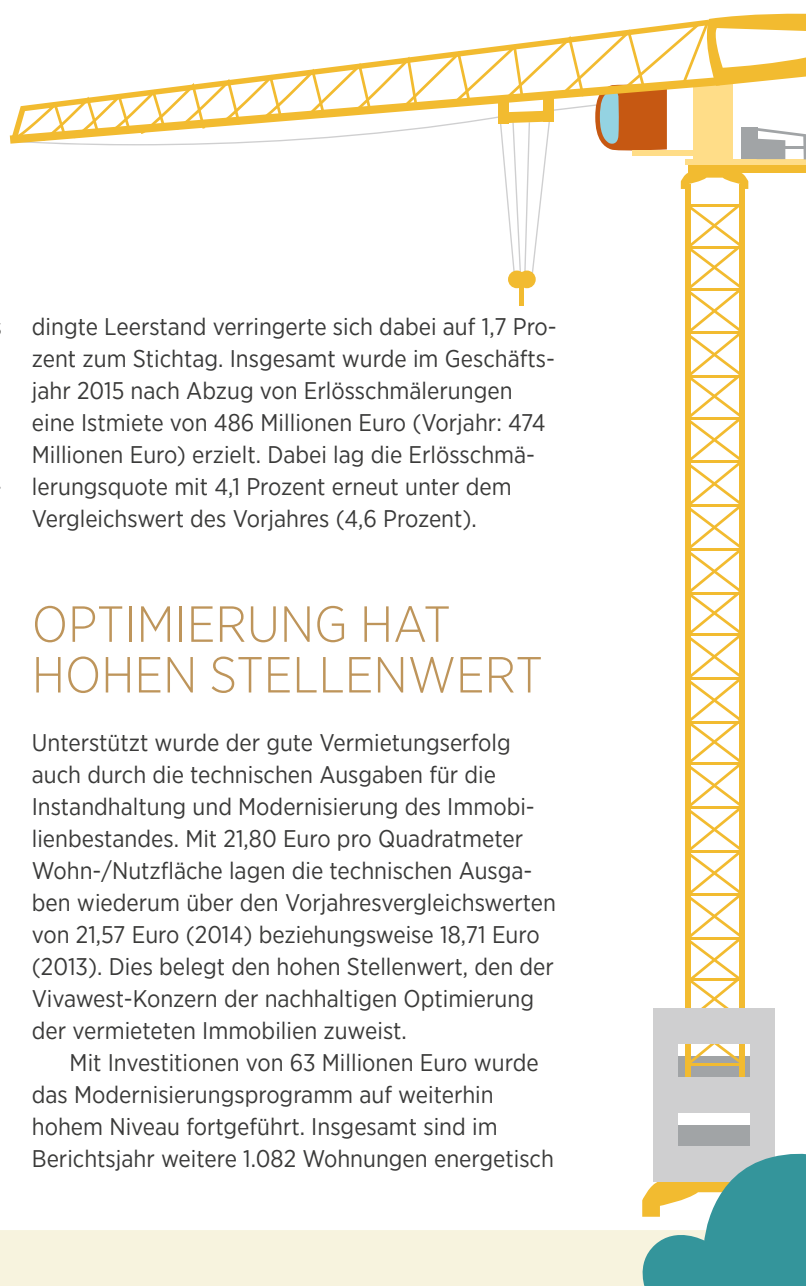 dingte Leerstand verringerte sich dabei auf 1,7 Pro-
zent zum Stichtag. Insgesamt wurde im Geschäfts-
jahr 2015 nach Abzug von Erlösschmälerungen
eine Istmiete von 486 Millionen Euro (Vorjahr: 474
Millionen Euro) erzielt. Dabei lag die Erlösschmä-
lerungsquote mit 4,1 Prozent erneut unter dem
Vergleichswert des Vorjahres (4,6 Prozent).
OPTIMIERUNG HAT
HOHEN STELLENWERT
Unterstützt wurde der gute Vermietungserfolg
auch durch die technischen Ausgaben für die
Instandhaltung und Modernisierung des Immobi-
lienbestandes. Mit 21,80 Euro pro Quadratmeter
Wohn-/Nutzfläche lagen die technischen Ausga-
ben wiederum über den Vorjahresvergleichswerten
von 21,57 Euro (2014) beziehungsweise 18,71 Euro
(2013). Dies belegt den hohen Stellenwert, den der
Vivawest-Konzern der nachhaltigen Optimierung
der vermieteten Immobilien zuweist.
Mit Investitionen von 63 Millionen Euro wurde
das Modernisierungsprogramm auf weiterhin
hohem Niveau fortgeführt. Insgesamt sind im
Berichtsjahr weitere 1.082 Wohnungen energetisch